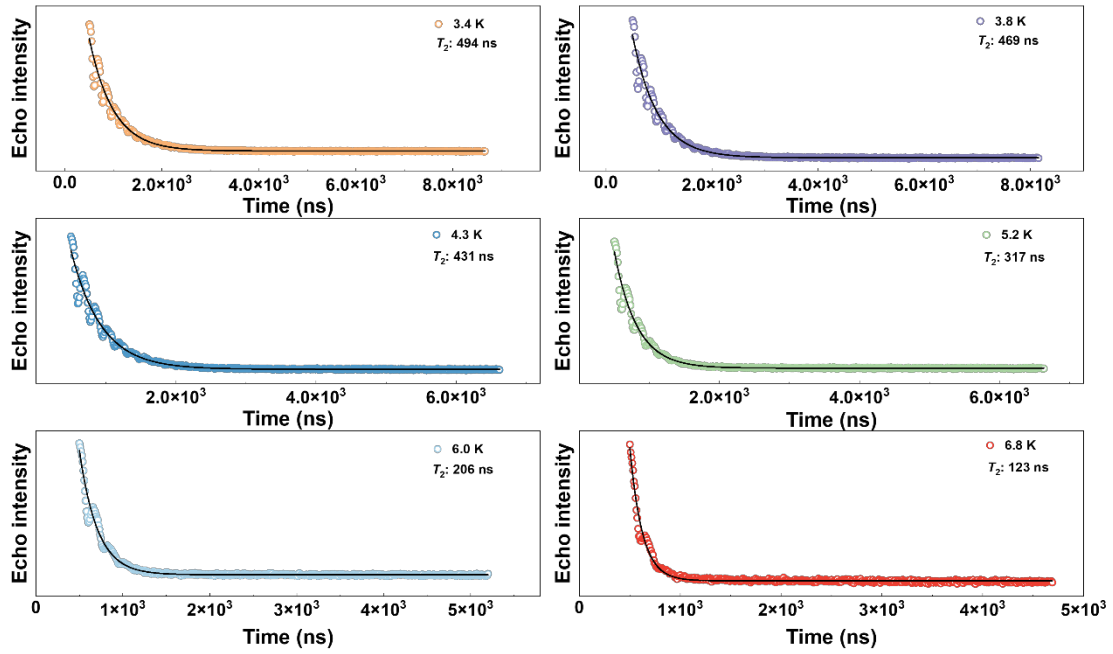 Echo intensity
3.4 K
T₂: 494 ns
0.0 2.0×10³ 4.0×10³ 6.0×10³ 8.0×10³
Time (ns)
Echo intensity
3.8 K
T₂: 469 ns
0.0 2.0×10³ 4.0×10³ 6.0×10³ 8.0×10³
Time (ns)
Echo intensity
4.3 K
T₂: 431 ns
2.0×10³ 4.0×10³ 6.0×10³
Time (ns)
Echo intensity
5.2 K
T₂: 317 ns
2.0×10³ 4.0×10³ 6.0×10³
Time (ns)
Echo intensity
6.0 K
T₂: 206 ns
0 1×10³ 2×10³ 3×10³ 4×10³ 5×10³
Time (ns)
Echo intensity
6.8 K
T₂: 123 ns
0 1×10³ 2×10³ 3×10³ 4×10³ 5×10³
Time (ns)